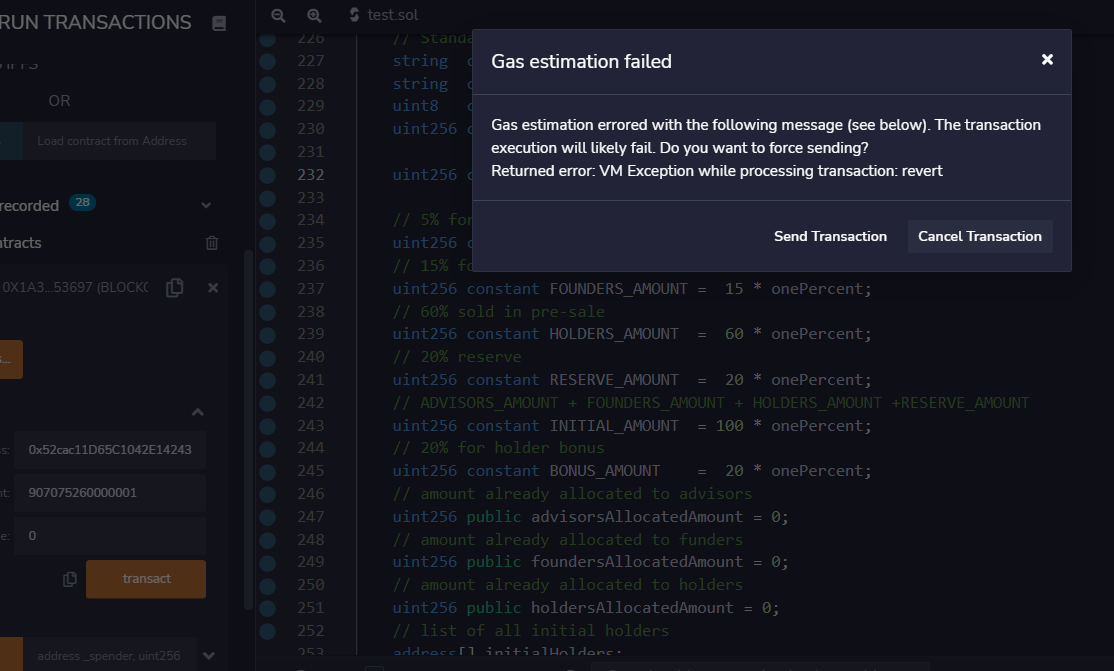 RUN TRANSACTIONS
test.sol
OR
Load contract from Address
recorded 28
ntracts
0X1A3...53697 (BLOCKC
s...
s: 0x52cac11D65C1042E14243
nt: 907075260000001
e: 0
transact
address _spender, uint256
226 // Standa
227 string c
228 string c
229 uint8 c
230 uint256 c
231
232 uint256 c
233
234 // 5% for
235 uint256 c
236 // 15% fo
237 uint256 constant FOUNDERS_AMOUNT = 15 * onePercent;
238 // 60% sold in pre-sale
239 uint256 constant HOLDERS_AMOUNT = 60 * onePercent;
240 // 20% reserve
241 uint256 constant RESERVE_AMOUNT = 20 * onePercent;
242 // ADVISORS_AMOUNT + FOUNDERS_AMOUNT + HOLDERS_AMOUNT +RESERVE_AMOUNT
243 uint256 constant INITIAL_AMOUNT = 100 * onePercent;
244 // 20% for holder bonus
245 uint256 constant BONUS_AMOUNT = 20 * onePercent;
246 // amount already allocated to advisors
247 uint256 public advisorsAllocatedAmount = 0;
248 // amount already allocated to funders
249 uint256 public foundersAllocatedAmount = 0;
250 // amount already allocated to holders
251 uint256 public holdersAllocatedAmount = 0;
252 // list of all initial holders
253 address[] initialHolders;
Gas estimation failed
Gas estimation errored with the following message (see below). The transaction
execution will likely fail. Do you want to force sending?
Returned error: VM Exception while processing transaction: revert
Send Transaction
Cancel Transaction